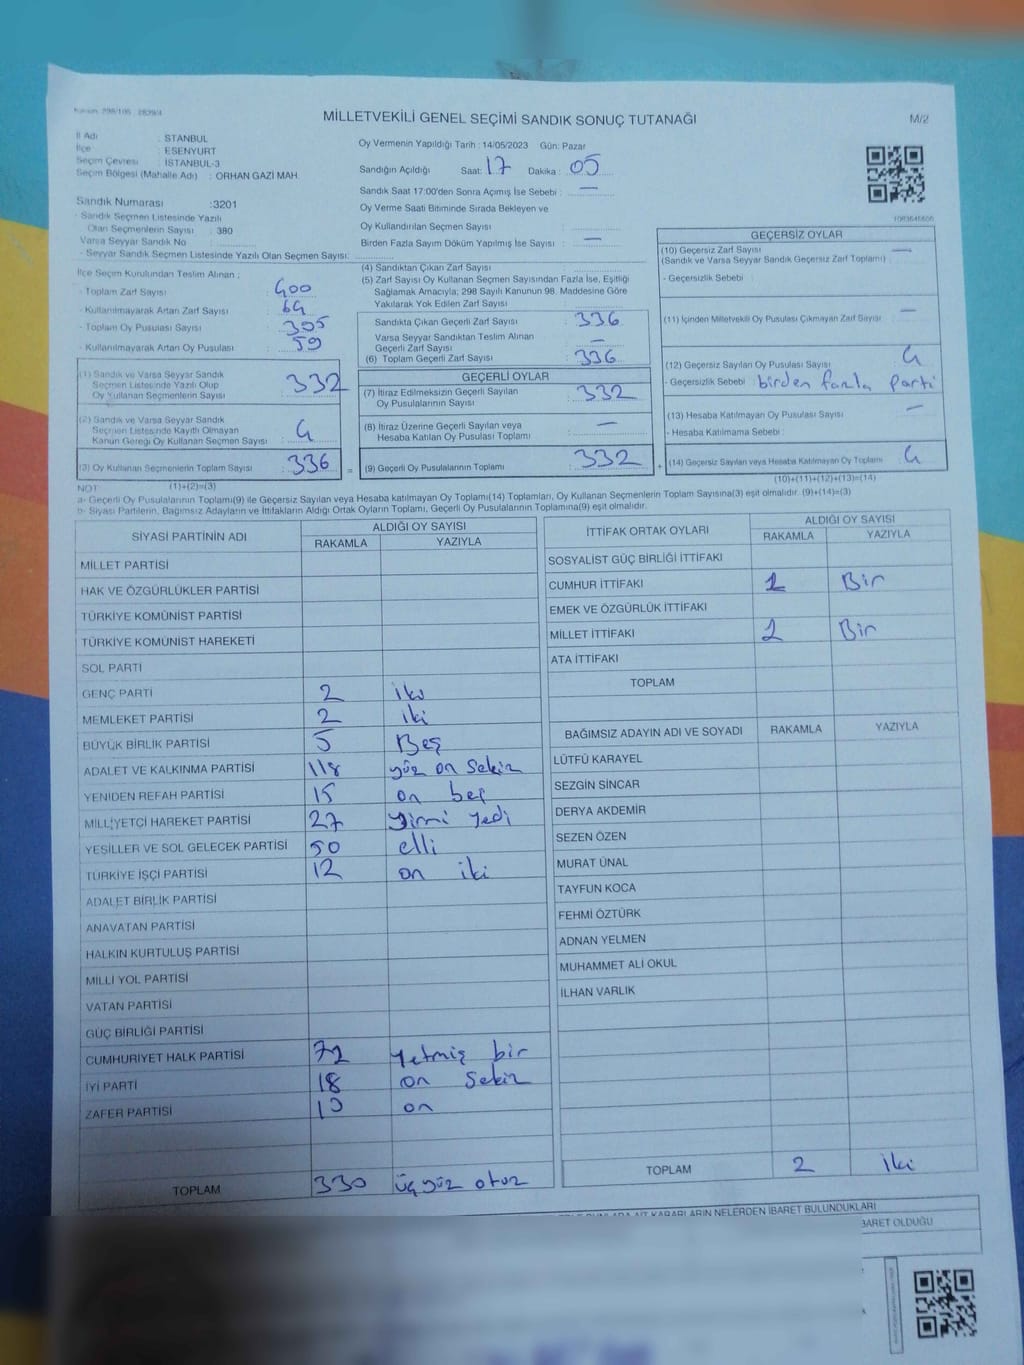 MİLLETVEKİLİ GENEL SEÇİMİ SANDIK SONUÇ TUTANAĞI
M/2
İl Adı : STANBUL
İlçe : ESENYURT
Seçim Çevresi : İSTANBUL-3
Seçim Bölgesi (Mahalle Adı) : ORHAN GAZİ MAH.
Sandık Numarası :3201
- Sandık Seçmen Listesinde Yazılı
Olan Seçmenlerin Sayısı : 380
Varsa Seyyar Sandık No
- Seyyar Sandık Seçmen Listesinde Yazılı Olan Seçmen Sayısı:
İlçe Seçim Kurulundan Teslim Alınan ;
- Toplam Zarf Sayısı : 400
- Kullanılmayarak Artan Zarf Sayısı : 64
- Toplam Oy Pusulası Sayısı : 395
- Kullanılmayarak Artan Oy Pusulası : 59
(1) Sandık ve Varsa Seyyar Sandık
Seçmen Listesinde Yazılı Olup
Oy Kullanan Seçmenlerin Sayısı : 332
(2) Sandık ve Varsa Seyyar Sandık
Seçmen Listesinde Kayıtlı Olmayan
Kanun Gereği Oy Kullanan Seçmen Sayısı : 4
(3) Oy Kullanan Seçmenlerin Toplam Sayısı : 336
Oy Vermenin Yapıldığı Tarih : 14/05/2023 Gün: Pazar
Sandığın Açıldığı Saat: 17 Dakika : 05
Sandık Saat 17:00'den Sonra Açımış İse Sebebi : —
Oy Verme Saati Bitiminde Sırada Bekleyen ve
Oy Kullandırılan Seçmen Sayısı :
Birden Fazla Sayım Döküm Yapılmış İse Sayısı : —
(4) Sandıktan Çıkan Zarf Sayısı :
(5) Zarf Sayısı Oy Kullanan Seçmen Sayısından Fazla İse, Eşitliği
Sağlamak Amacıyla; 298 Sayılı Kanunun 98. Maddesine Göre
Yakılarak Yok Edilen Zarf Sayısı :
Sandıkta Çıkan Geçerli Zarf Sayısı : 336
Varsa Seyyar Sandıktan Teslim Alınan
Geçerli Zarf Sayısı : —
(6) Toplam Geçerli Zarf Sayısı : 336
GEÇERLİ OYLAR
(7) İtiraz Edilmeksizin Geçerli Sayılan
Oy Pusulalarının Sayısı : 332
(8) İtiraz Üzerine Geçerli Sayılan veya
Hesaba Katılan Oy Pusulası Toplamı : —
= (9) Geçerli Oy Pusulalarının Toplamı : 332
GEÇERSİZ OYLAR
(10) Geçersiz Zarf Sayısı : —
(Sandık ve Varsa Seyyar Sandık Geçersiz Zarf Toplamı)
- Geçersizlik Sebebi :
(11) İçinden Milletvekili Oy Pusulası Çıkmayan Zarf Sayısı : —
(12) Geçersiz Sayılan Oy Pusulası Sayısı : 4
- Geçersizlik Sebebi : birden fazla parti
(13) Hesaba Katılmayan Oy Pusulası Sayısı : —
- Hesaba Katılmama Sebebi :
+ (14) Geçersiz Sayılan veya Hesaba Katılmayan Oy Toplamı : 4
NOT: (1)+(2)=(3)
(10)+(11)+(12)+(13)=(14)
a- Geçerli Oy Pusulalarının Toplamı(9) ile Geçersiz Sayılan veya Hesaba katılmayan Oy Toplamı(14) Toplamları, Oy Kullanan Seçmenlerin Toplam Sayısına(3) eşit olmalıdır. (9)+(14)=(3)
b- Siyasi Partilerin, Bağımsız Adayların ve İttifakların Aldığı Ortak Oyların Toplamı, Geçerli Oy Pusulalarının Toplamına(9) eşit olmalıdır.
SİYASİ PARTİNİN ADI ALDIĞI OY SAYISI
RAKAMLA YAZIYLA
MİLLET PARTİSİ
HAK VE ÖZGÜRLÜKLER PARTİSİ
TÜRKİYE KOMÜNİST PARTİSİ
TÜRKİYE KOMÜNİST HAREKETİ
SOL PARTİ
GENÇ PARTİ 2 iki
MEMLEKET PARTİSİ 2 iki
BÜYÜK BİRLİK PARTİSİ 5 Beş
ADALET VE KALKINMA PARTİSİ 118 yüz on sekiz
YENİDEN REFAH PARTİSİ 15 on beş
MİLLİYETÇİ HAREKET PARTİSİ 27 yirmi yedi
YEŞİLLER VE SOL GELECEK PARTİSİ 50 elli
TÜRKİYE İŞÇİ PARTİSİ 12 on iki
ADALET BİRLİK PARTİSİ
ANAVATAN PARTİSİ
HALKIN KURTULUŞ PARTİSİ
MİLLİ YOL PARTİSİ
VATAN PARTİSİ
GÜÇ BİRLİĞİ PARTİSİ
CUMHURİYET HALK PARTİSİ 71 yetmiş bir
İYİ PARTİ 18 on sekiz
ZAFER PARTİSİ 10 on
TOPLAM 330 üçyüz otuz
İTTİFAK ORTAK OYLARI ALDIĞI OY SAYISI
RAKAMLA YAZIYLA
SOSYALİST GÜÇ BİRLİĞİ İTTİFAKI
CUMHUR İTTİFAKI 1 Bir
EMEK VE ÖZGÜRLÜK İTTİFAKI
MİLLET İTTİFAKI 1 Bir
ATA İTTİFAKI
TOPLAM
BAĞIMSIZ ADAYIN ADI VE SOYADI RAKAMLA YAZIYLA
LÜTFÜ KARAYEL
SEZGİN SİNCAR
DERYA AKDEMİR
SEZEN ÖZEN
MURAT ÜNAL
TAYFUN KOCA
FEHMİ ÖZTÜRK
ADNAN YELMEN
MUHAMMET ALİ OKUL
İLHAN VARLIK
TOPLAM 2 iki
KARARLARIN NELERDEN İBARET BULUNDUKLARI
BARET OLDUĞU